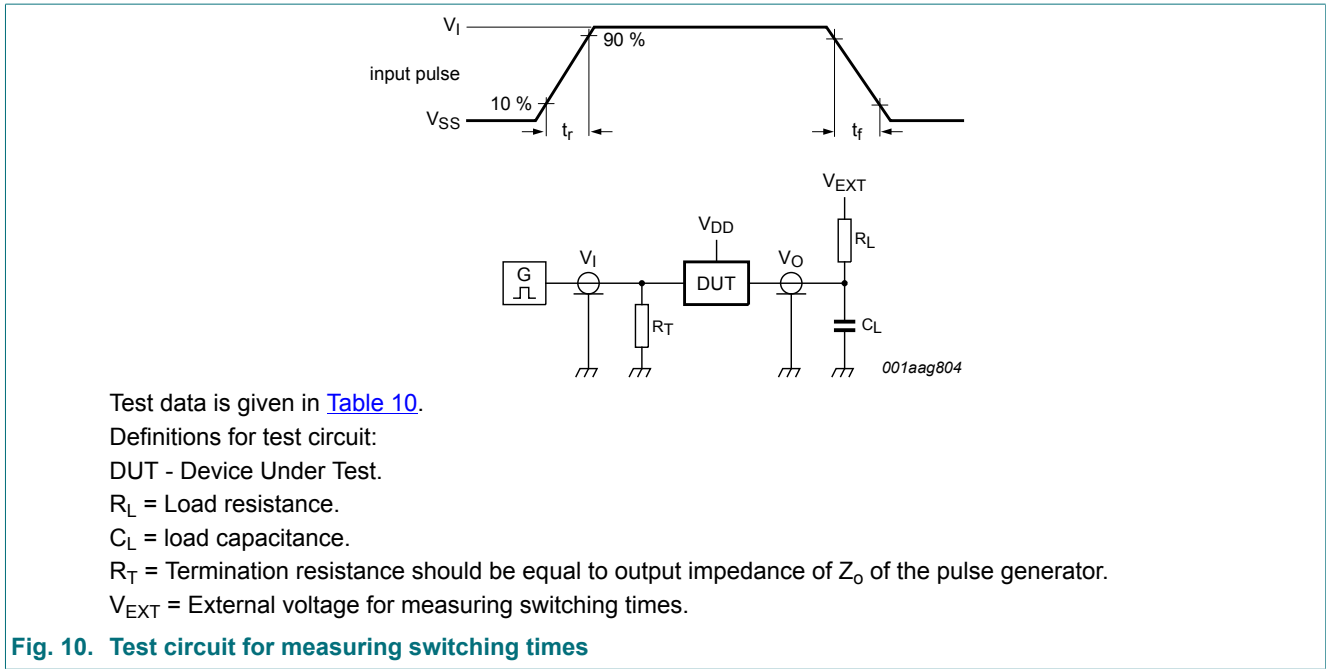 VI
90 %
input pulse
10 %
VSS
tr
tf
VEXT
VDD
RL
VI
VO
G
DUT
RT
CL
001aag804
Test data is given in Table 10.
Definitions for test circuit:
DUT - Device Under Test.
RL = Load resistance.
CL = load capacitance.
RT = Termination resistance should be equal to output impedance of Zo of the pulse generator.
VEXT = External voltage for measuring switching times.
Fig. 10. Test circuit for measuring switching times